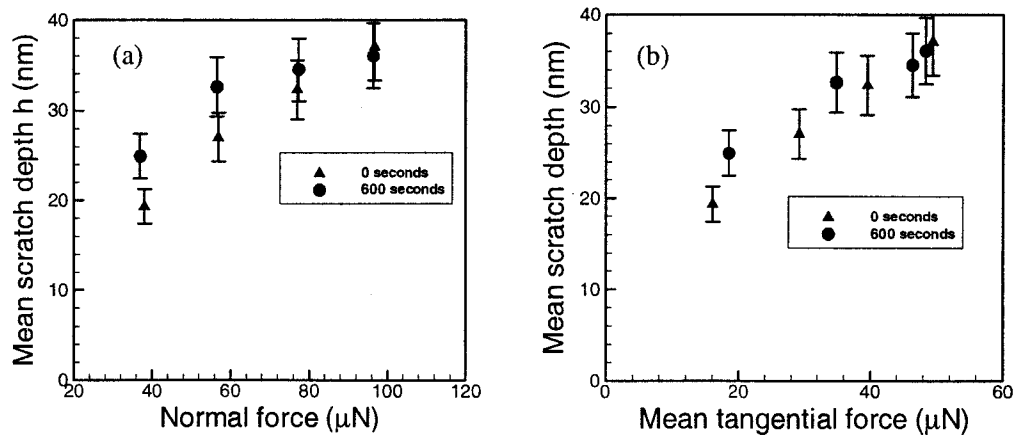 (a)
Mean scratch depth h (nm)
40
30
20
10
0
0 seconds
600 seconds
20
40
60
80
100
120
Normal force (μN)
(b)
Mean scratch depth (nm)
40
30
20
10
0
0 seconds
600 seconds
0
20
40
60
Mean tangential force (μN)